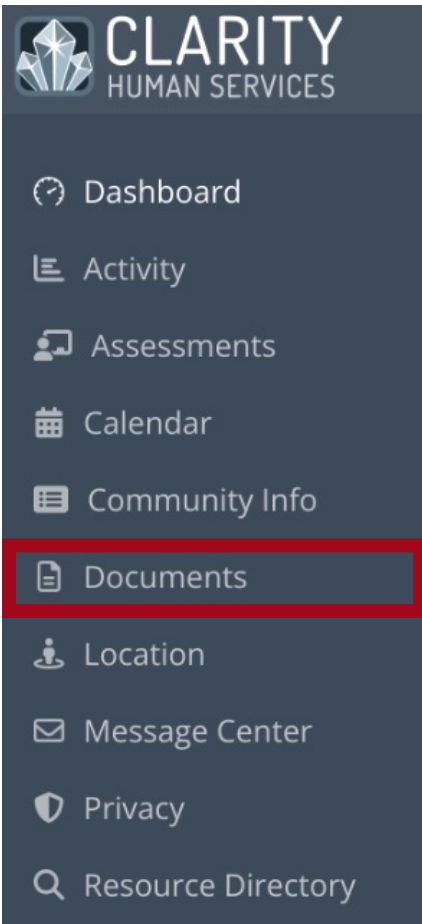 CLARITY
HUMAN SERVICES
Dashboard
Activity
Assessments
Calendar
Community Info
Documents
Location
Message Center
Privacy
Resource Directory